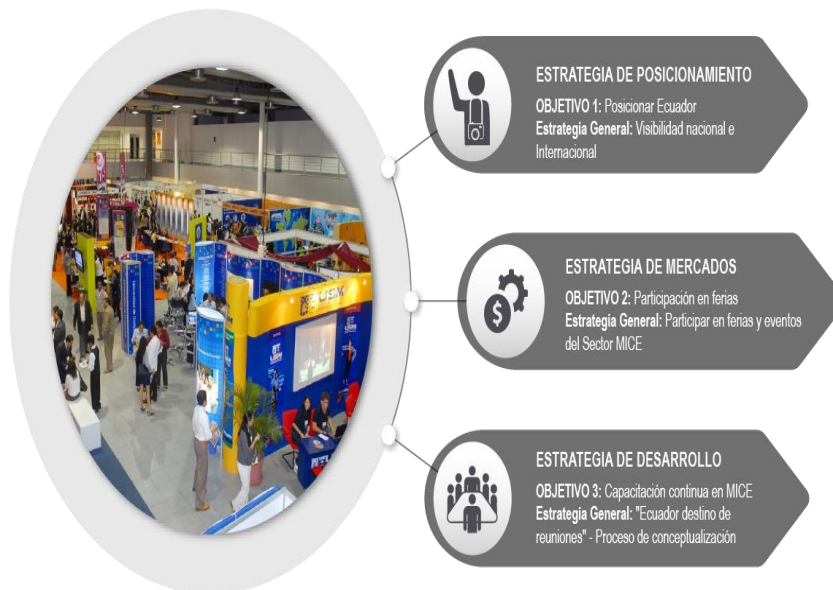 ESTRATEGIA DE POSICIONAMIENTO
OBJETIVO 1: Posicionar Ecuador
Estrategia General: Visibilidad nacional e
Internacional
ESTRATEGIA DE MERCADOS
OBJETIVO 2: Participación en ferias
Estrategia General: Participar en ferias y eventos
del Sector MICE
ESTRATEGIA DE DESARROLLO
OBJETIVO 3: Capacitación continua en MICE
Estrategia General: "Ecuador destino de
reuniones" - Proceso de conceptualización